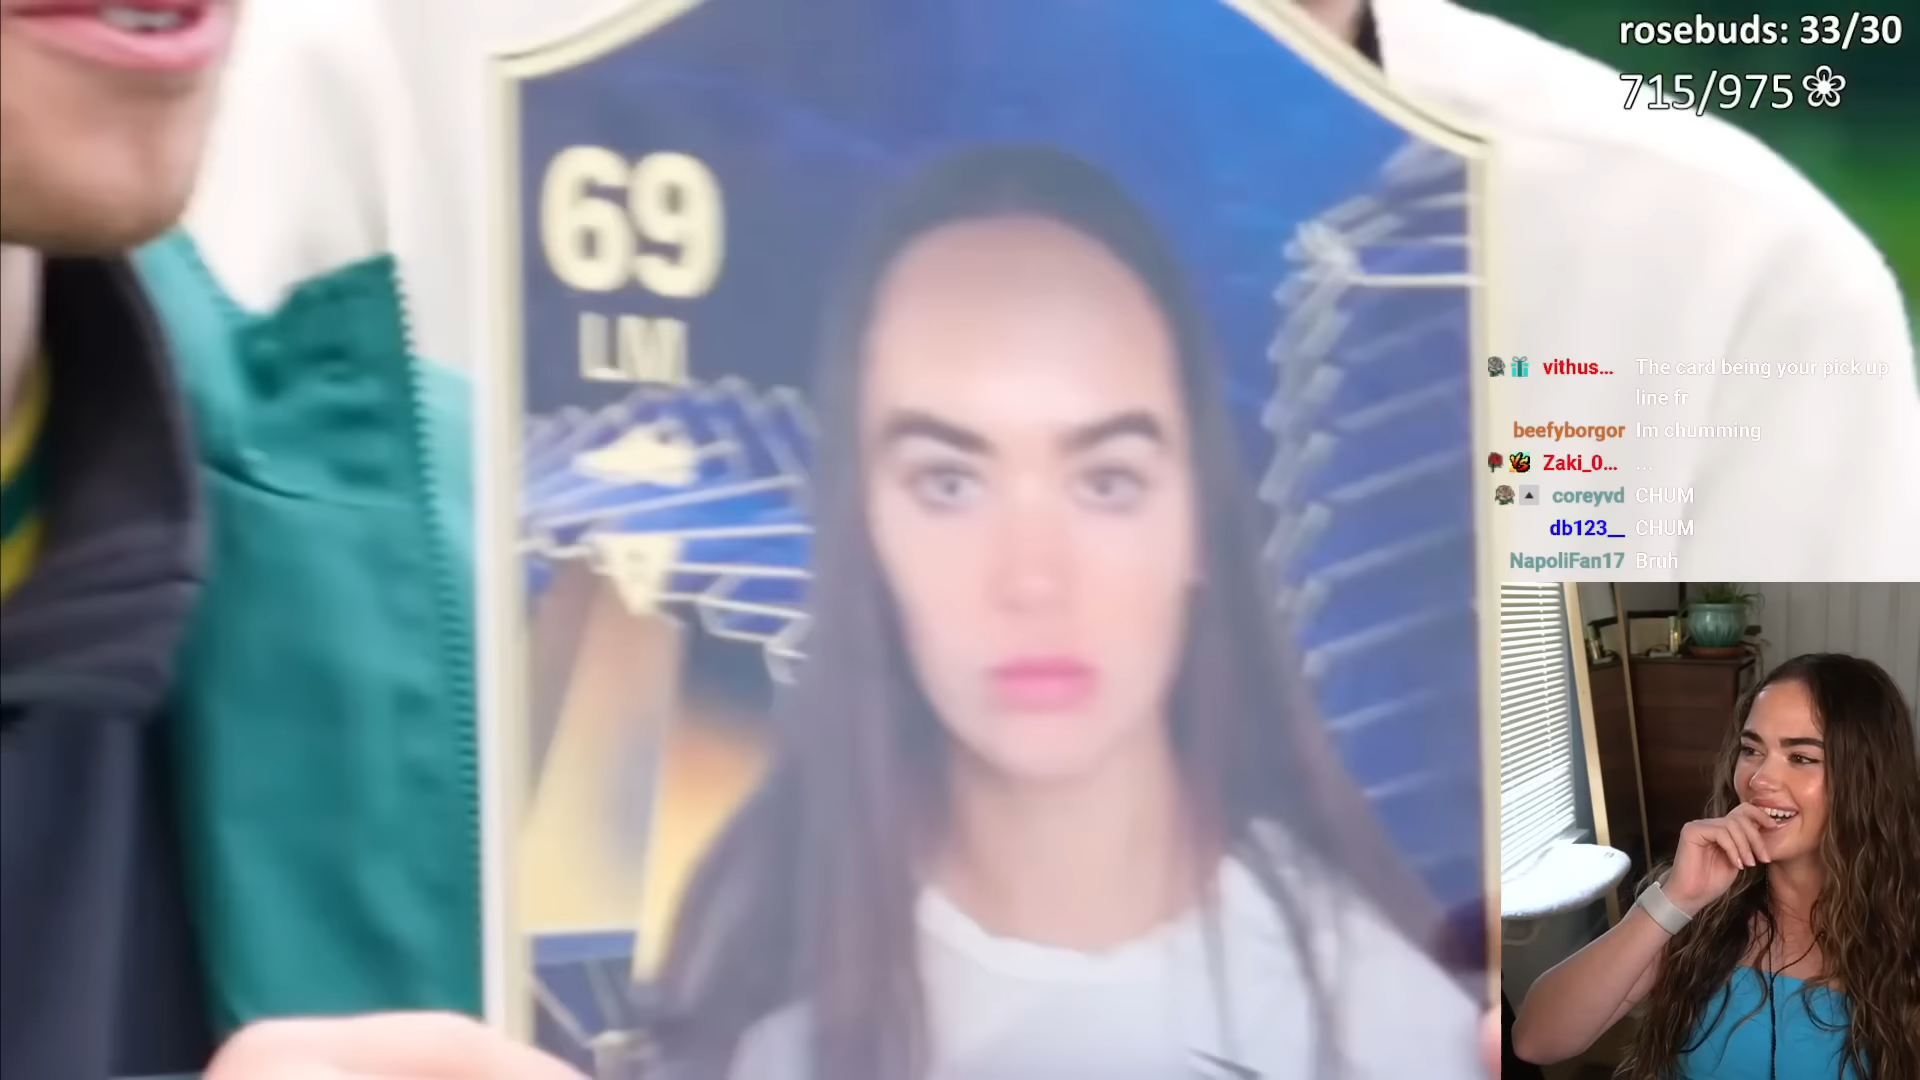 rosebuds: 33/30
715/975
69
LM
vithus... The card being your pick up
line fr
beefyborgor Im chumming
Zaki_0... ...
coreyvd CHUM
db123__ CHUM
NapoliFan17 Bruh